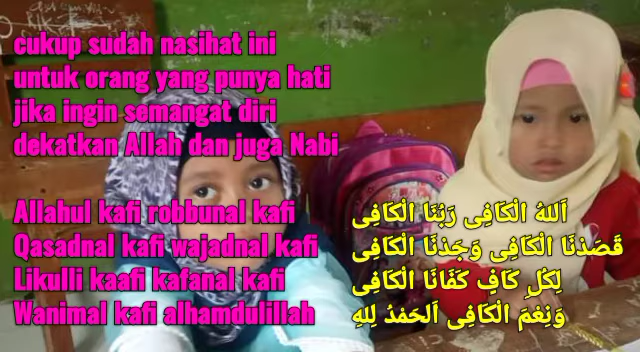 cukup sudah nasihat ini
untuk orang yang punya hati
jika ingin semangat diri
dekatkan Allah dan juga Nabi
Allahul kafi robbunal kafi
Qasadnal kafi wajadnal kafi
Likulli kaafi kafanal kafi
Wanimal kafi alhamdulillah
اَللهُ الْكَافِى رَبُّنَا الْكَافِى
قَصَدْنَا الْكَافِى وَجَدْنَا الْكَافِى
لِكُلِّ كَافٍ كَفَانَا الْكَافِى
وَنِعْمَ الْكَافِى اَلحَمْدُ لِلهِ